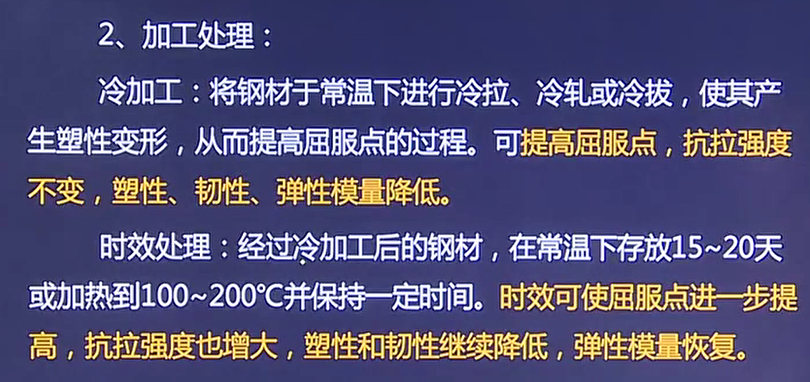 2、加工处理：
冷加工：将钢材于常温下进行冷拉、冷轧或冷拔，使其产
生塑性变形，从而提高屈服点的过程。可提高屈服点，抗拉强度
不变，塑性、韧性、弹性模量降低。
时效处理：经过冷加工后的钢材，在常温下存放15~20天
或加热到100~200℃并保持一定时间。时效可使屈服点进一步提
高，抗拉强度也增大，塑性和韧性继续降低，弹性模量恢复。